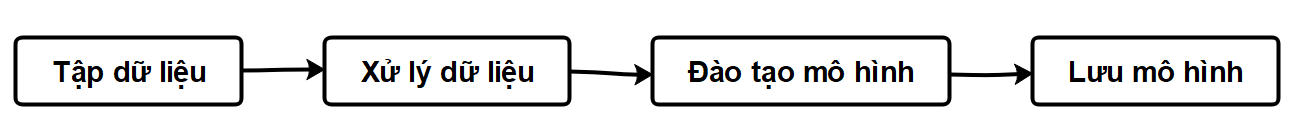 Tập dữ liệu
Xử lý dữ liệu
Đào tạo mô hình
Lưu mô hình